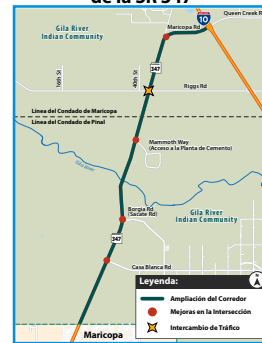 de la SR 347
Gila River
Indian Community
Queen Creek R
10
Maricopa Rd
347
16th St
40th St
Riggs Rd
Línea del Condado de Maricopa
Línea del Condado de Pinal
Mammoth Way
(Acceso a la Planta de Cemento)
Gila River
Borgia Rd
(Sacate Rd)
Gila River
Indian Community
347
Casa Blanca Rd
Leyenda:
N
Ampliación del Corredor
Mejoras en la Intersección
Intercambio de Tráfico
Maricopa